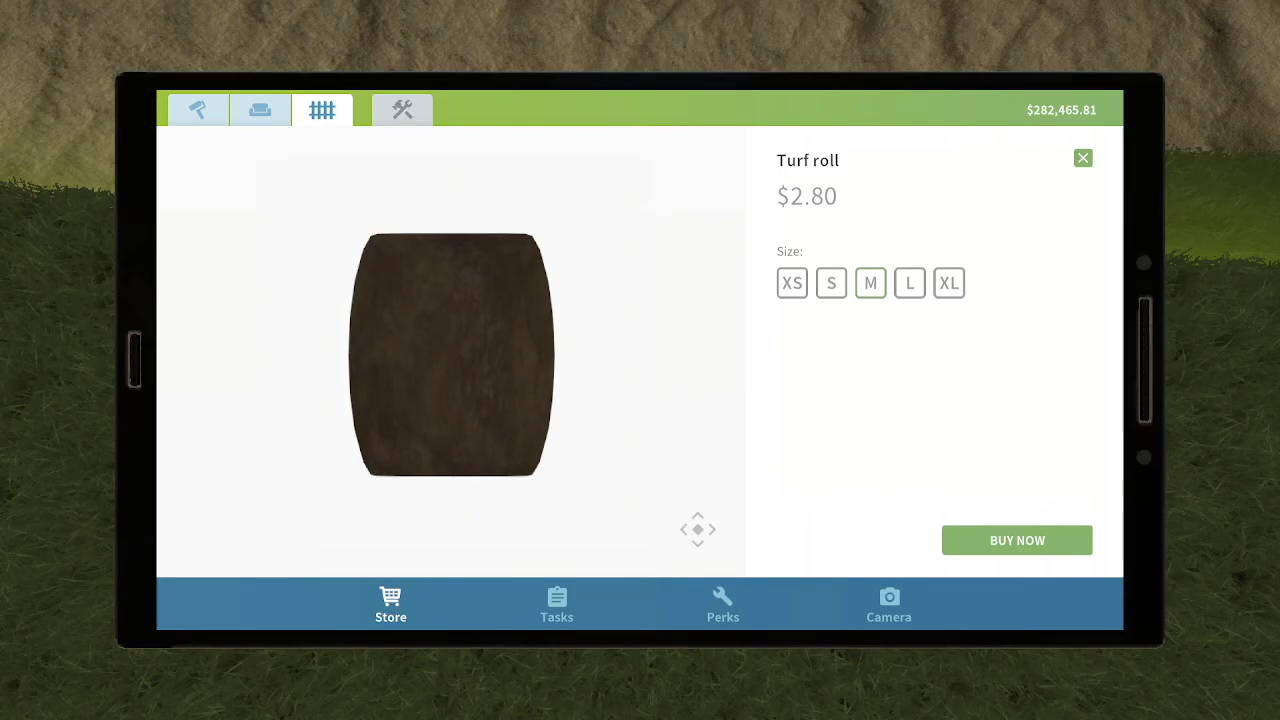 $282,465.81
Turf roll
$2.80
Size:
XS S M L XL
BUY NOW
Store Tasks Perks Camera